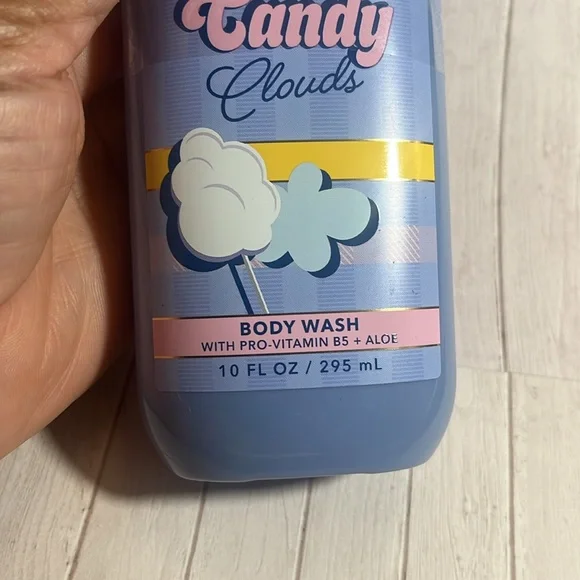 Candy
Clouds
BODY WASH
WITH PRO-VITAMIN B5 + ALOE
10 FL OZ / 295 mL